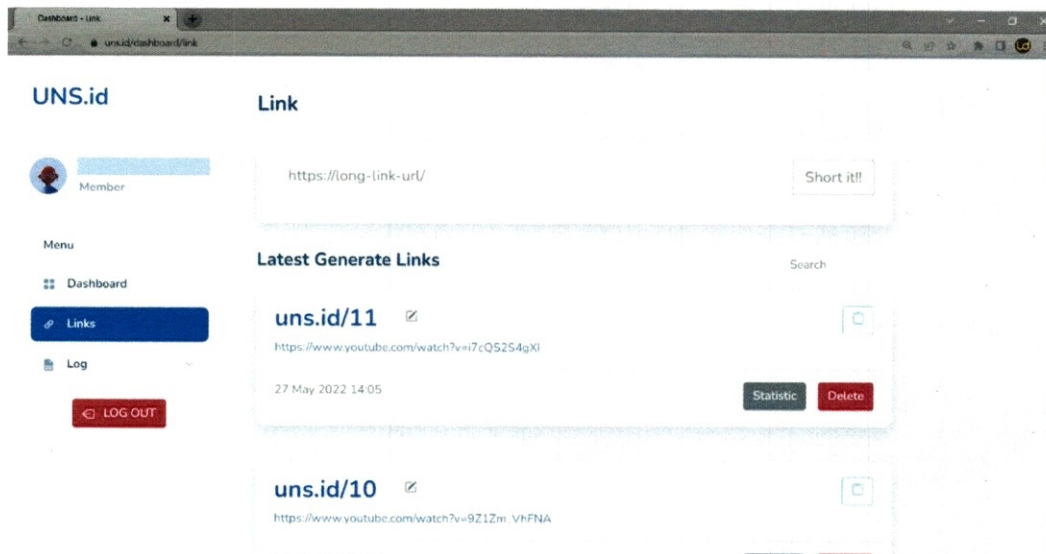 Dashboard - Link
uns.id/dashboard/link
UNS.id
Member
Menu
Dashboard
Links
Log
LOG OUT
Link
https://long-link-url/
Short it!!
Latest Generate Links
Search
uns.id/11
https://www.youtube.com/watch?v=i7cQS2S4gXI
27 May 2022 14:05
Statistic
Delete
uns.id/10
https://www.youtube.com/watch?v=9Z1Zm_VhFNA